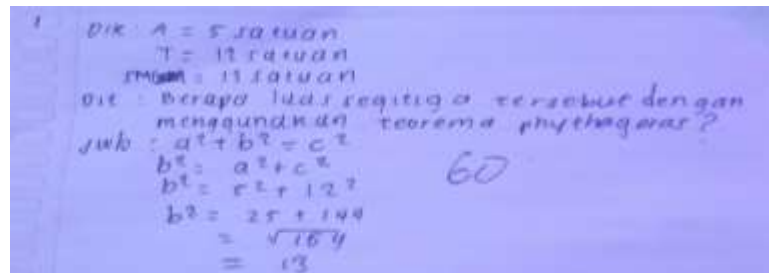 1 Dik : A = 5 satuan
T = 12 satuan
= 13 satuan
Dit : Berapa luas segitiga tersebut dengan
menggunakan teorema phythagoras?
Jwb : a² + b² = c²
b² = a² + c²
b² = 5² + 12²
b² = 25 + 144
= √169
= 13
60